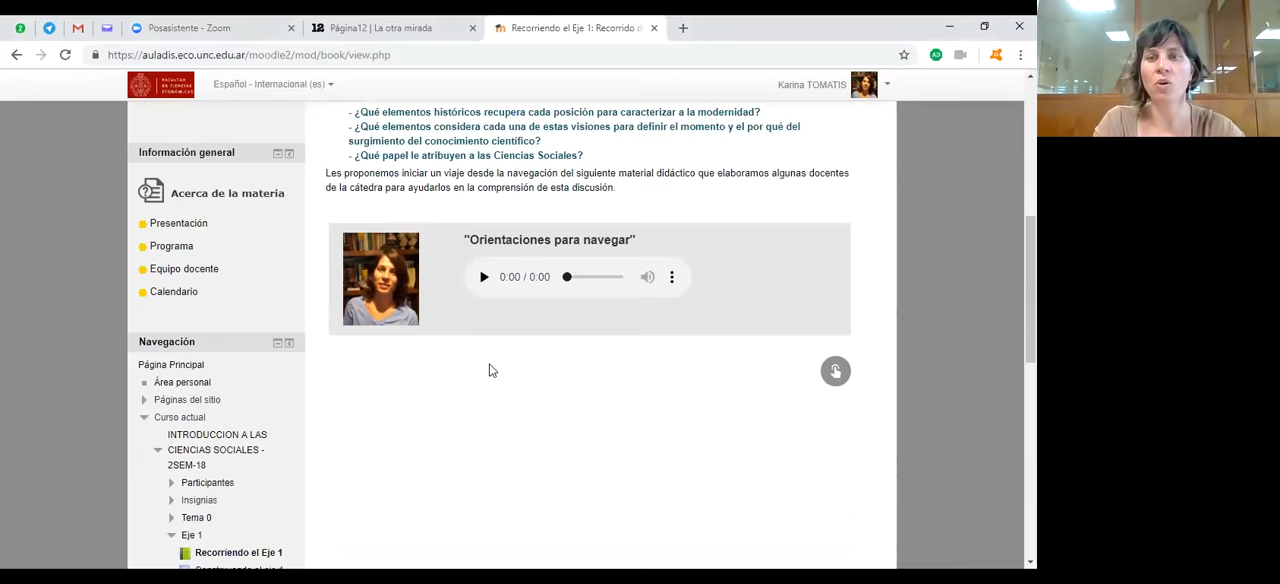 Posasistente - Zoom
Página12 | La otra mirada
Recorriendo el Eje 1: Recorrido d
https://auladis.eco.unc.edu.ar/moodle2/mod/book/view.php
FACULTAD
DE CIENCIAS
ECONÓMICAS
Español - Internacional (es)
Karina TOMATIS
- ¿Qué elementos históricos recupera cada posición para caracterizar a la modernidad?
- ¿Qué elementos considera cada una de estas visiones para definir el momento y el por qué del
surgimiento del conocimiento científico?
- ¿Qué papel le atribuyen a las Ciencias Sociales?
Les proponemos iniciar un viaje desde la navegación del siguiente material didáctico que elaboramos algunas docentes
de la cátedra para ayudarlos en la comprensión de esta discusión.
"Orientaciones para navegar"
0:00 / 0:00
Información general
Acerca de la materia
Presentación
Programa
Equipo docente
Calendario
Navegación
Página Principal
Área personal
Páginas del sitio
Curso actual
INTRODUCCION A LAS
CIENCIAS SOCIALES -
2SEM-18
Participantes
Insignias
Tema 0
Eje 1
Recorriendo el Eje 1